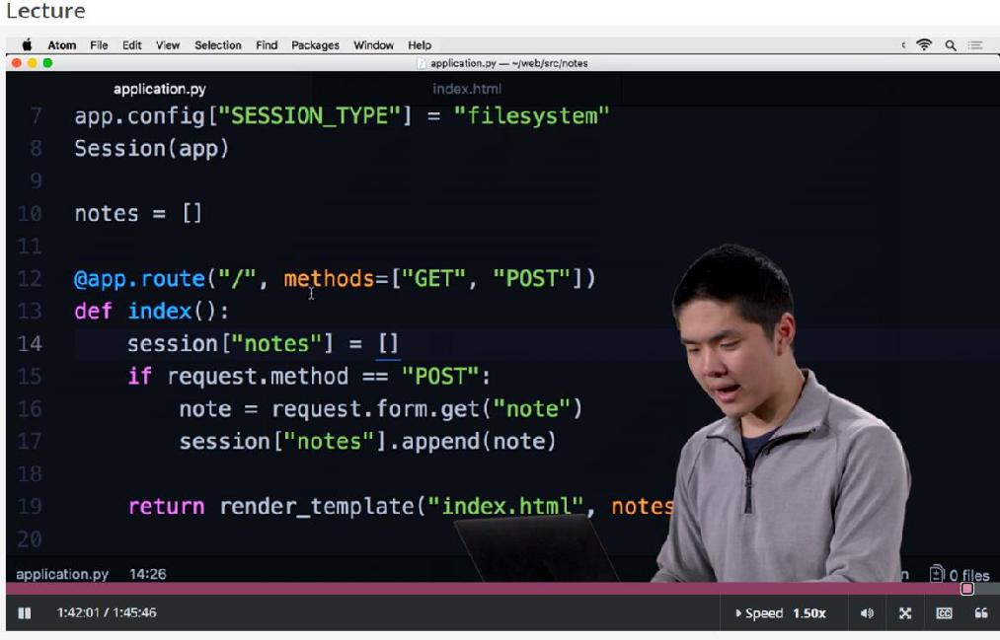 Lecture
Atom File Edit View Selection Find Packages Window Help
application.py — ~/web/src/notes
application.py index.html
7 app.config["SESSION_TYPE"] = "filesystem"
8 Session(app)
9
10 notes = []
11
12 @app.route("/", methods=["GET", "POST"])
13 def index():
14 session["notes"] = []
15 if request.method == "POST":
16 note = request.form.get("note")
17 session["notes"].append(note)
18
19 return render_template("index.html", notes
20
application.py 14:26 n 0 files
1:42:01 / 1:45:46 Speed 1.50x CC